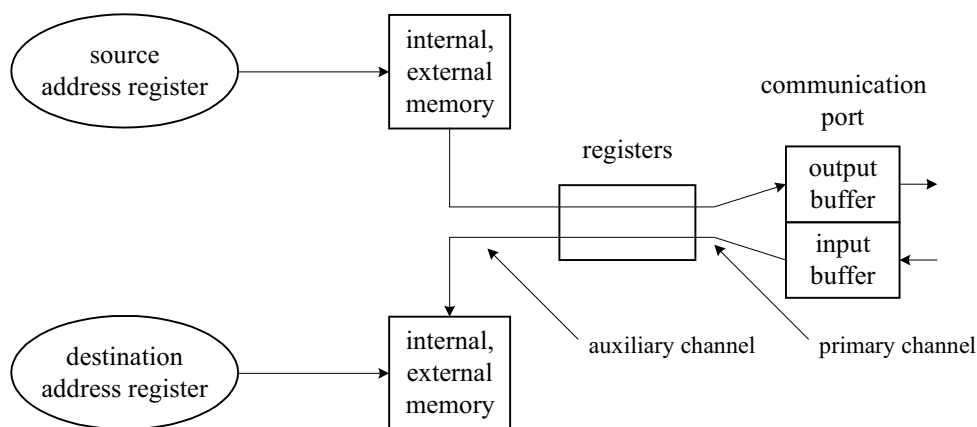 source
address register
internal,
external
memory
communication
port
registers
output
buffer
input
buffer
auxiliary channel
primary channel
destination
address register
internal,
external
memory